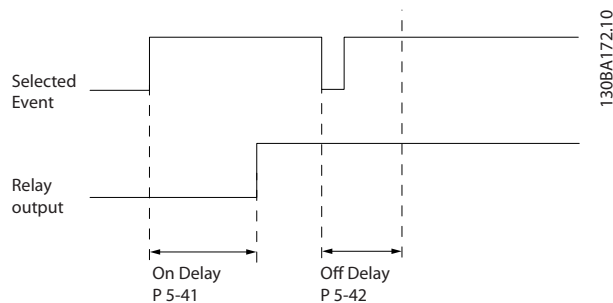 130BA172.10
Selected
Event
Relay
output
On Delay
P 5-41
Off Delay
P 5-42